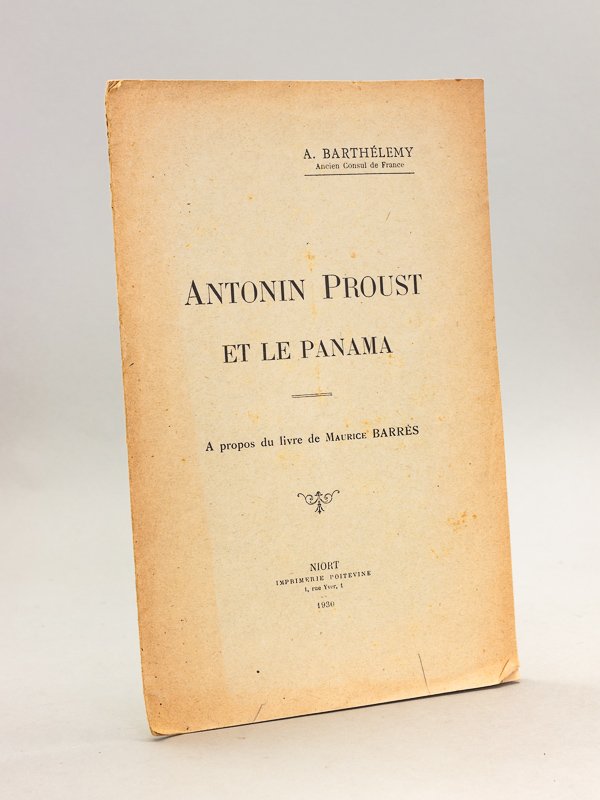 A. BARTHÉLEMY
Ancien Consul de France
ANTONIN PROUST
ET LE PANAMA
A propos du livre de MAURICE BARRÈS
NIORT
IMPRIMERIE POITEVINE
1, rue Yver, 1
1930